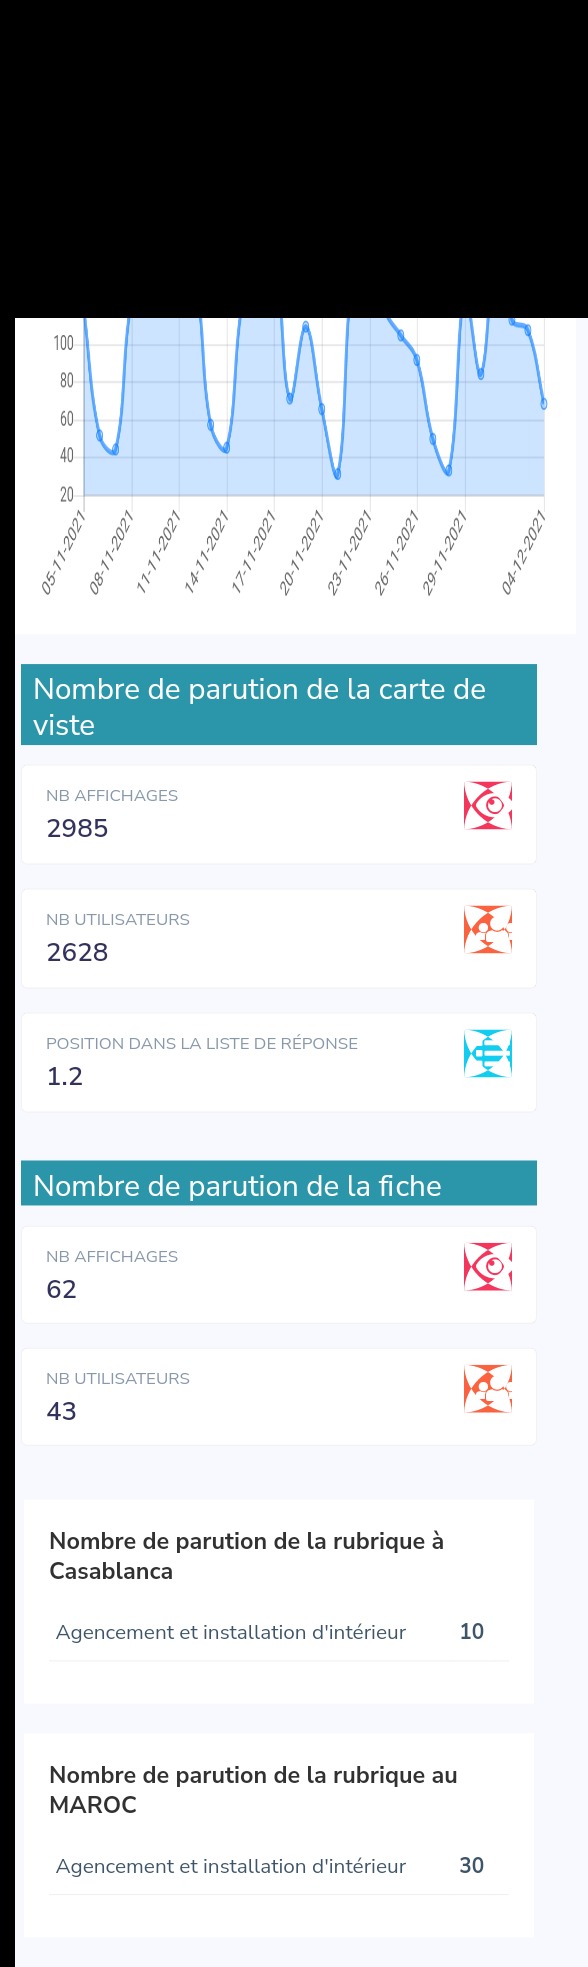 100
80
60
40
20
05-11-2021
08-11-2021
11-11-2021
14-11-2021
17-11-2021
20-11-2021
23-11-2021
26-11-2021
29-11-2021
04-12-2021
Nombre de parution de la carte de
viste
NB AFFICHAGES
2985
NB UTILISATEURS
2628
POSITION DANS LA LISTE DE RÉPONSE
1.2
Nombre de parution de la fiche
NB AFFICHAGES
62
NB UTILISATEURS
43
Nombre de parution de la rubrique à
Casablanca
Agencement et installation d'intérieur 10
Nombre de parution de la rubrique au
MAROC
Agencement et installation d'intérieur 30